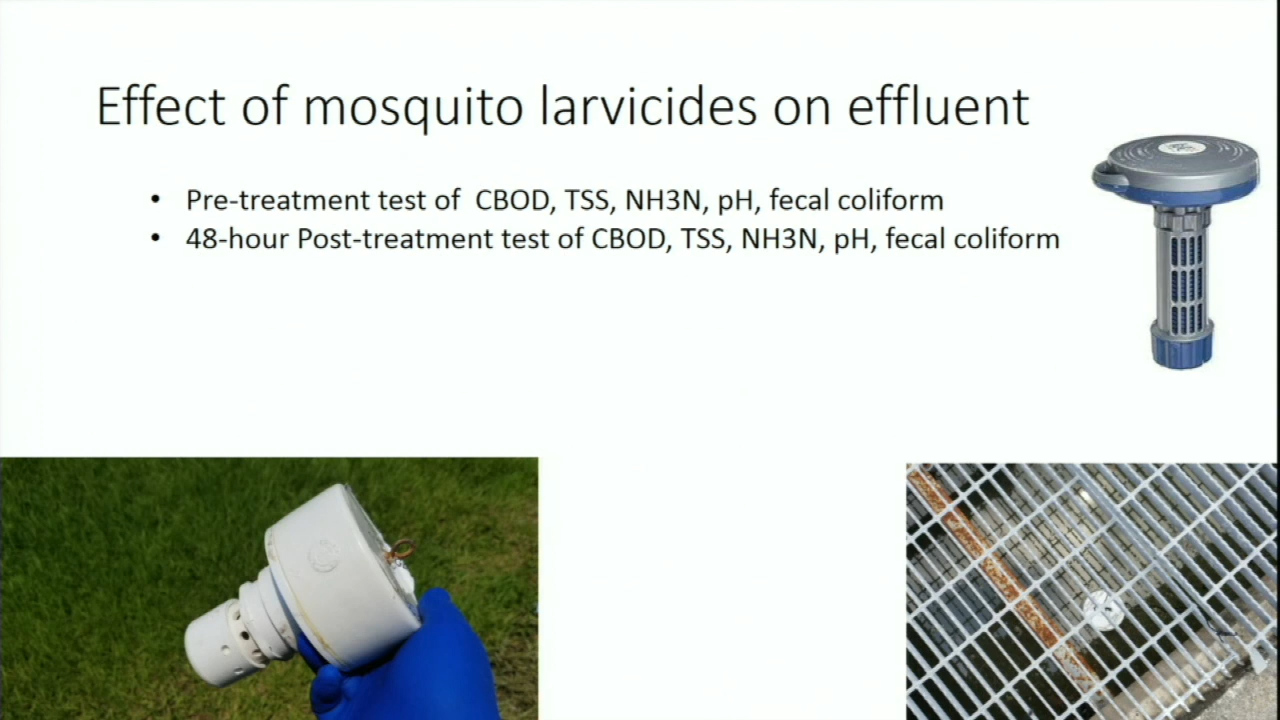 Effect of mosquito larvicides on effluent
• Pre-treatment test of CBOD, TSS, NH3N, pH, fecal coliform
• 48-hour Post-treatment test of CBOD, TSS, NH3N, pH, fecal coliform